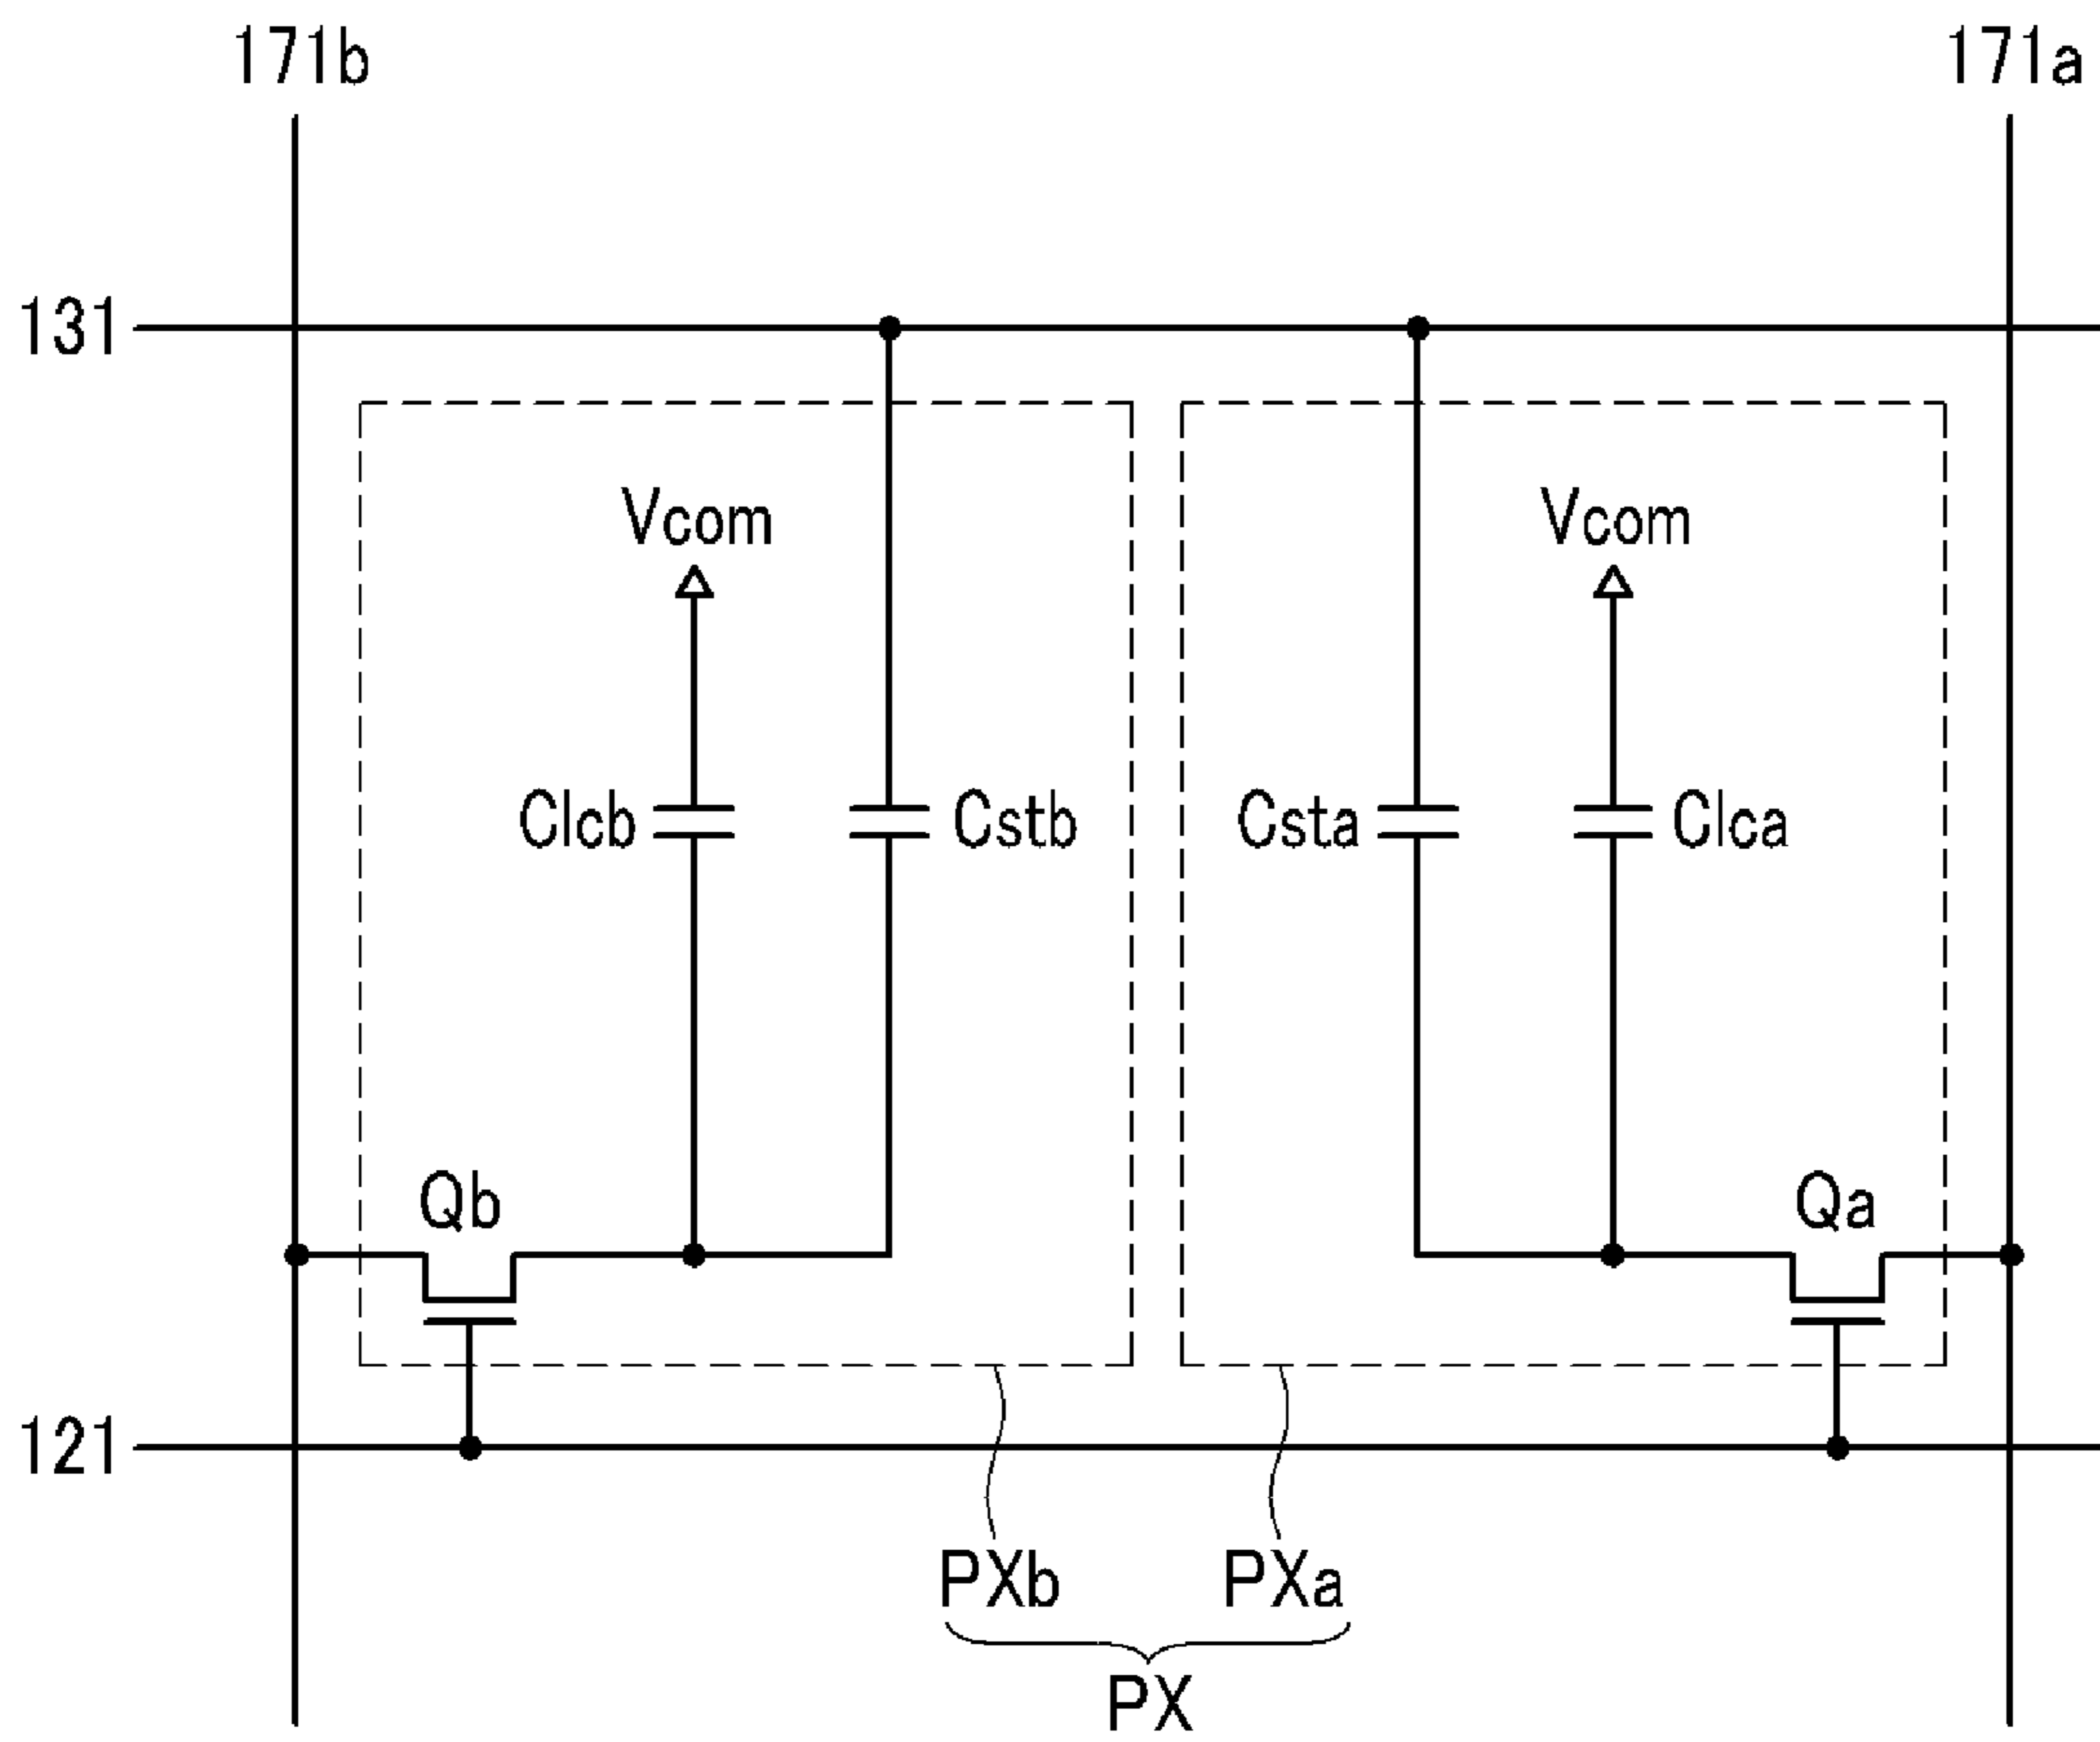 171b 171a
131
Vcom Vcom
Clcb Cstb Csta Clca
Qb Qa
121
PXb PXa
PX